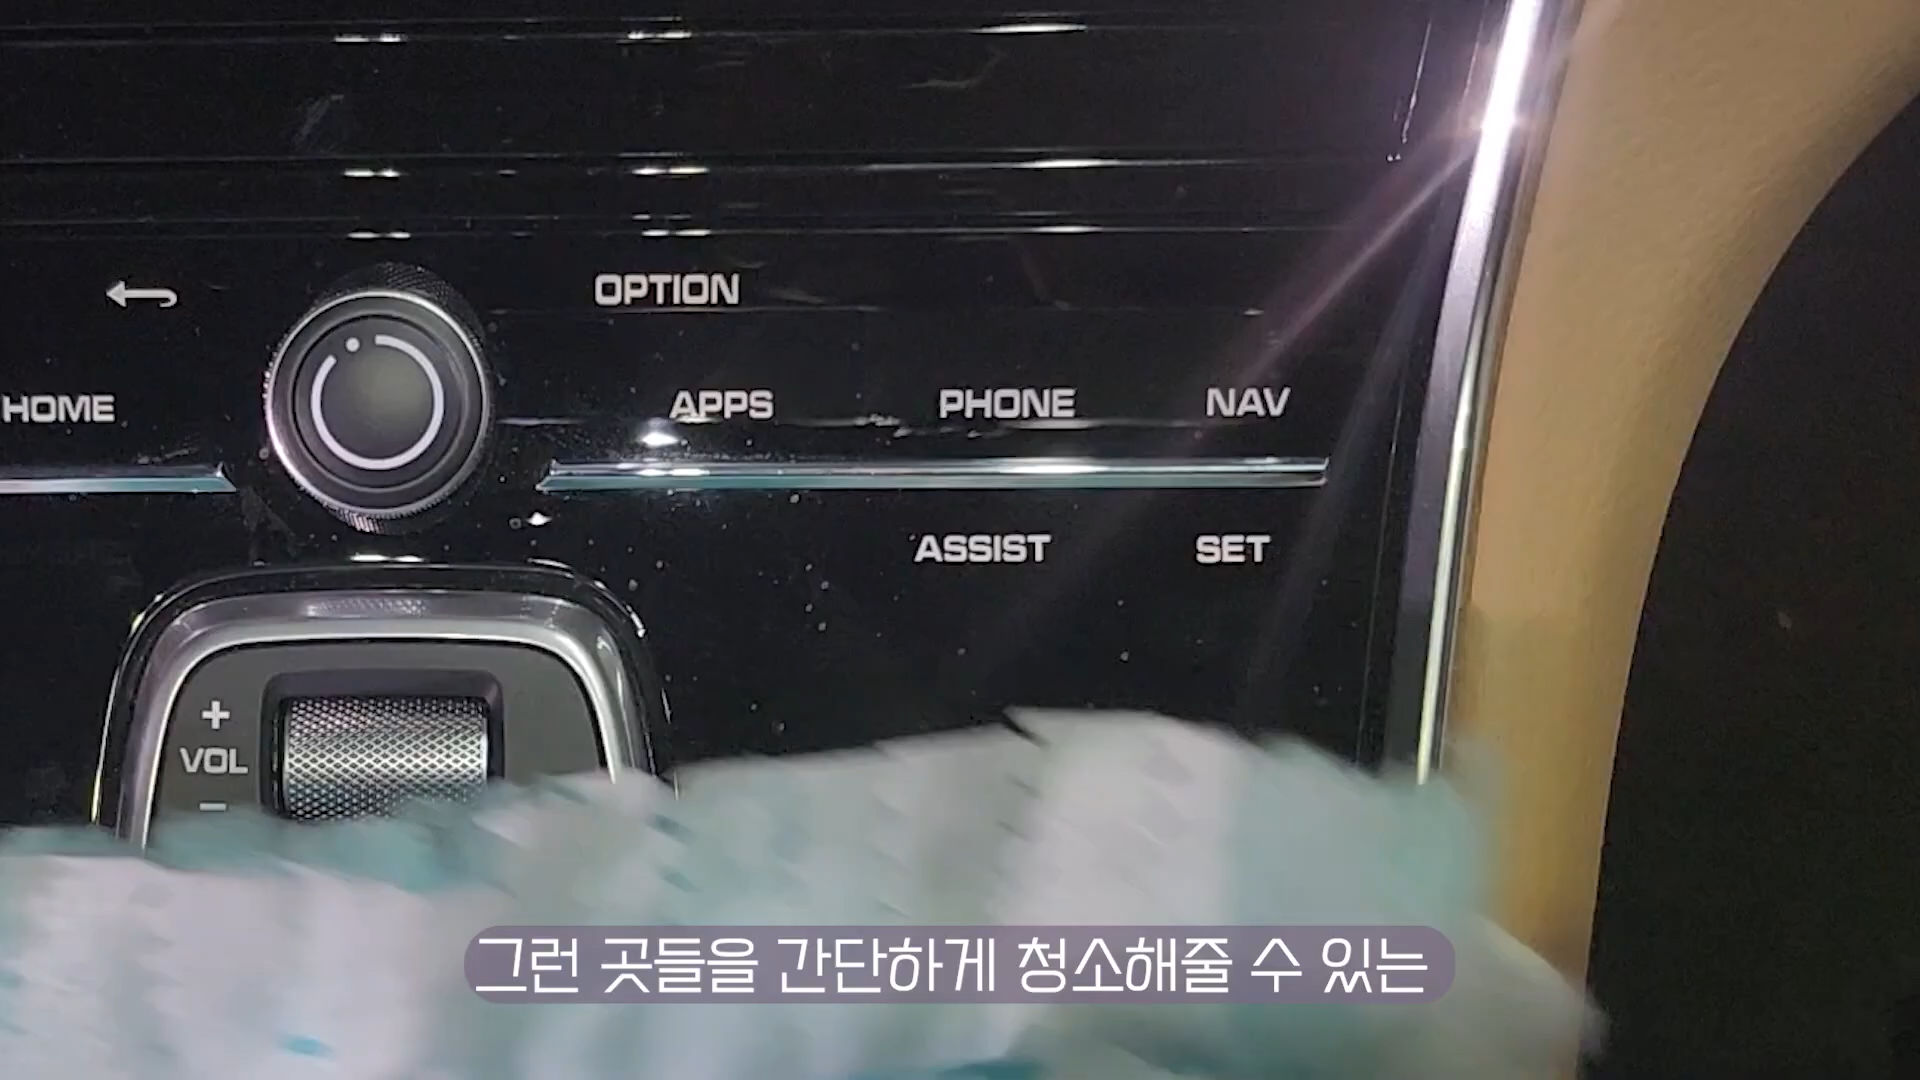 OPTION
HOME
APPS
PHONE
NAV
ASSIST
SET
+
VOL
−
그런 곳들을 간단하게 청소해줄 수 있는